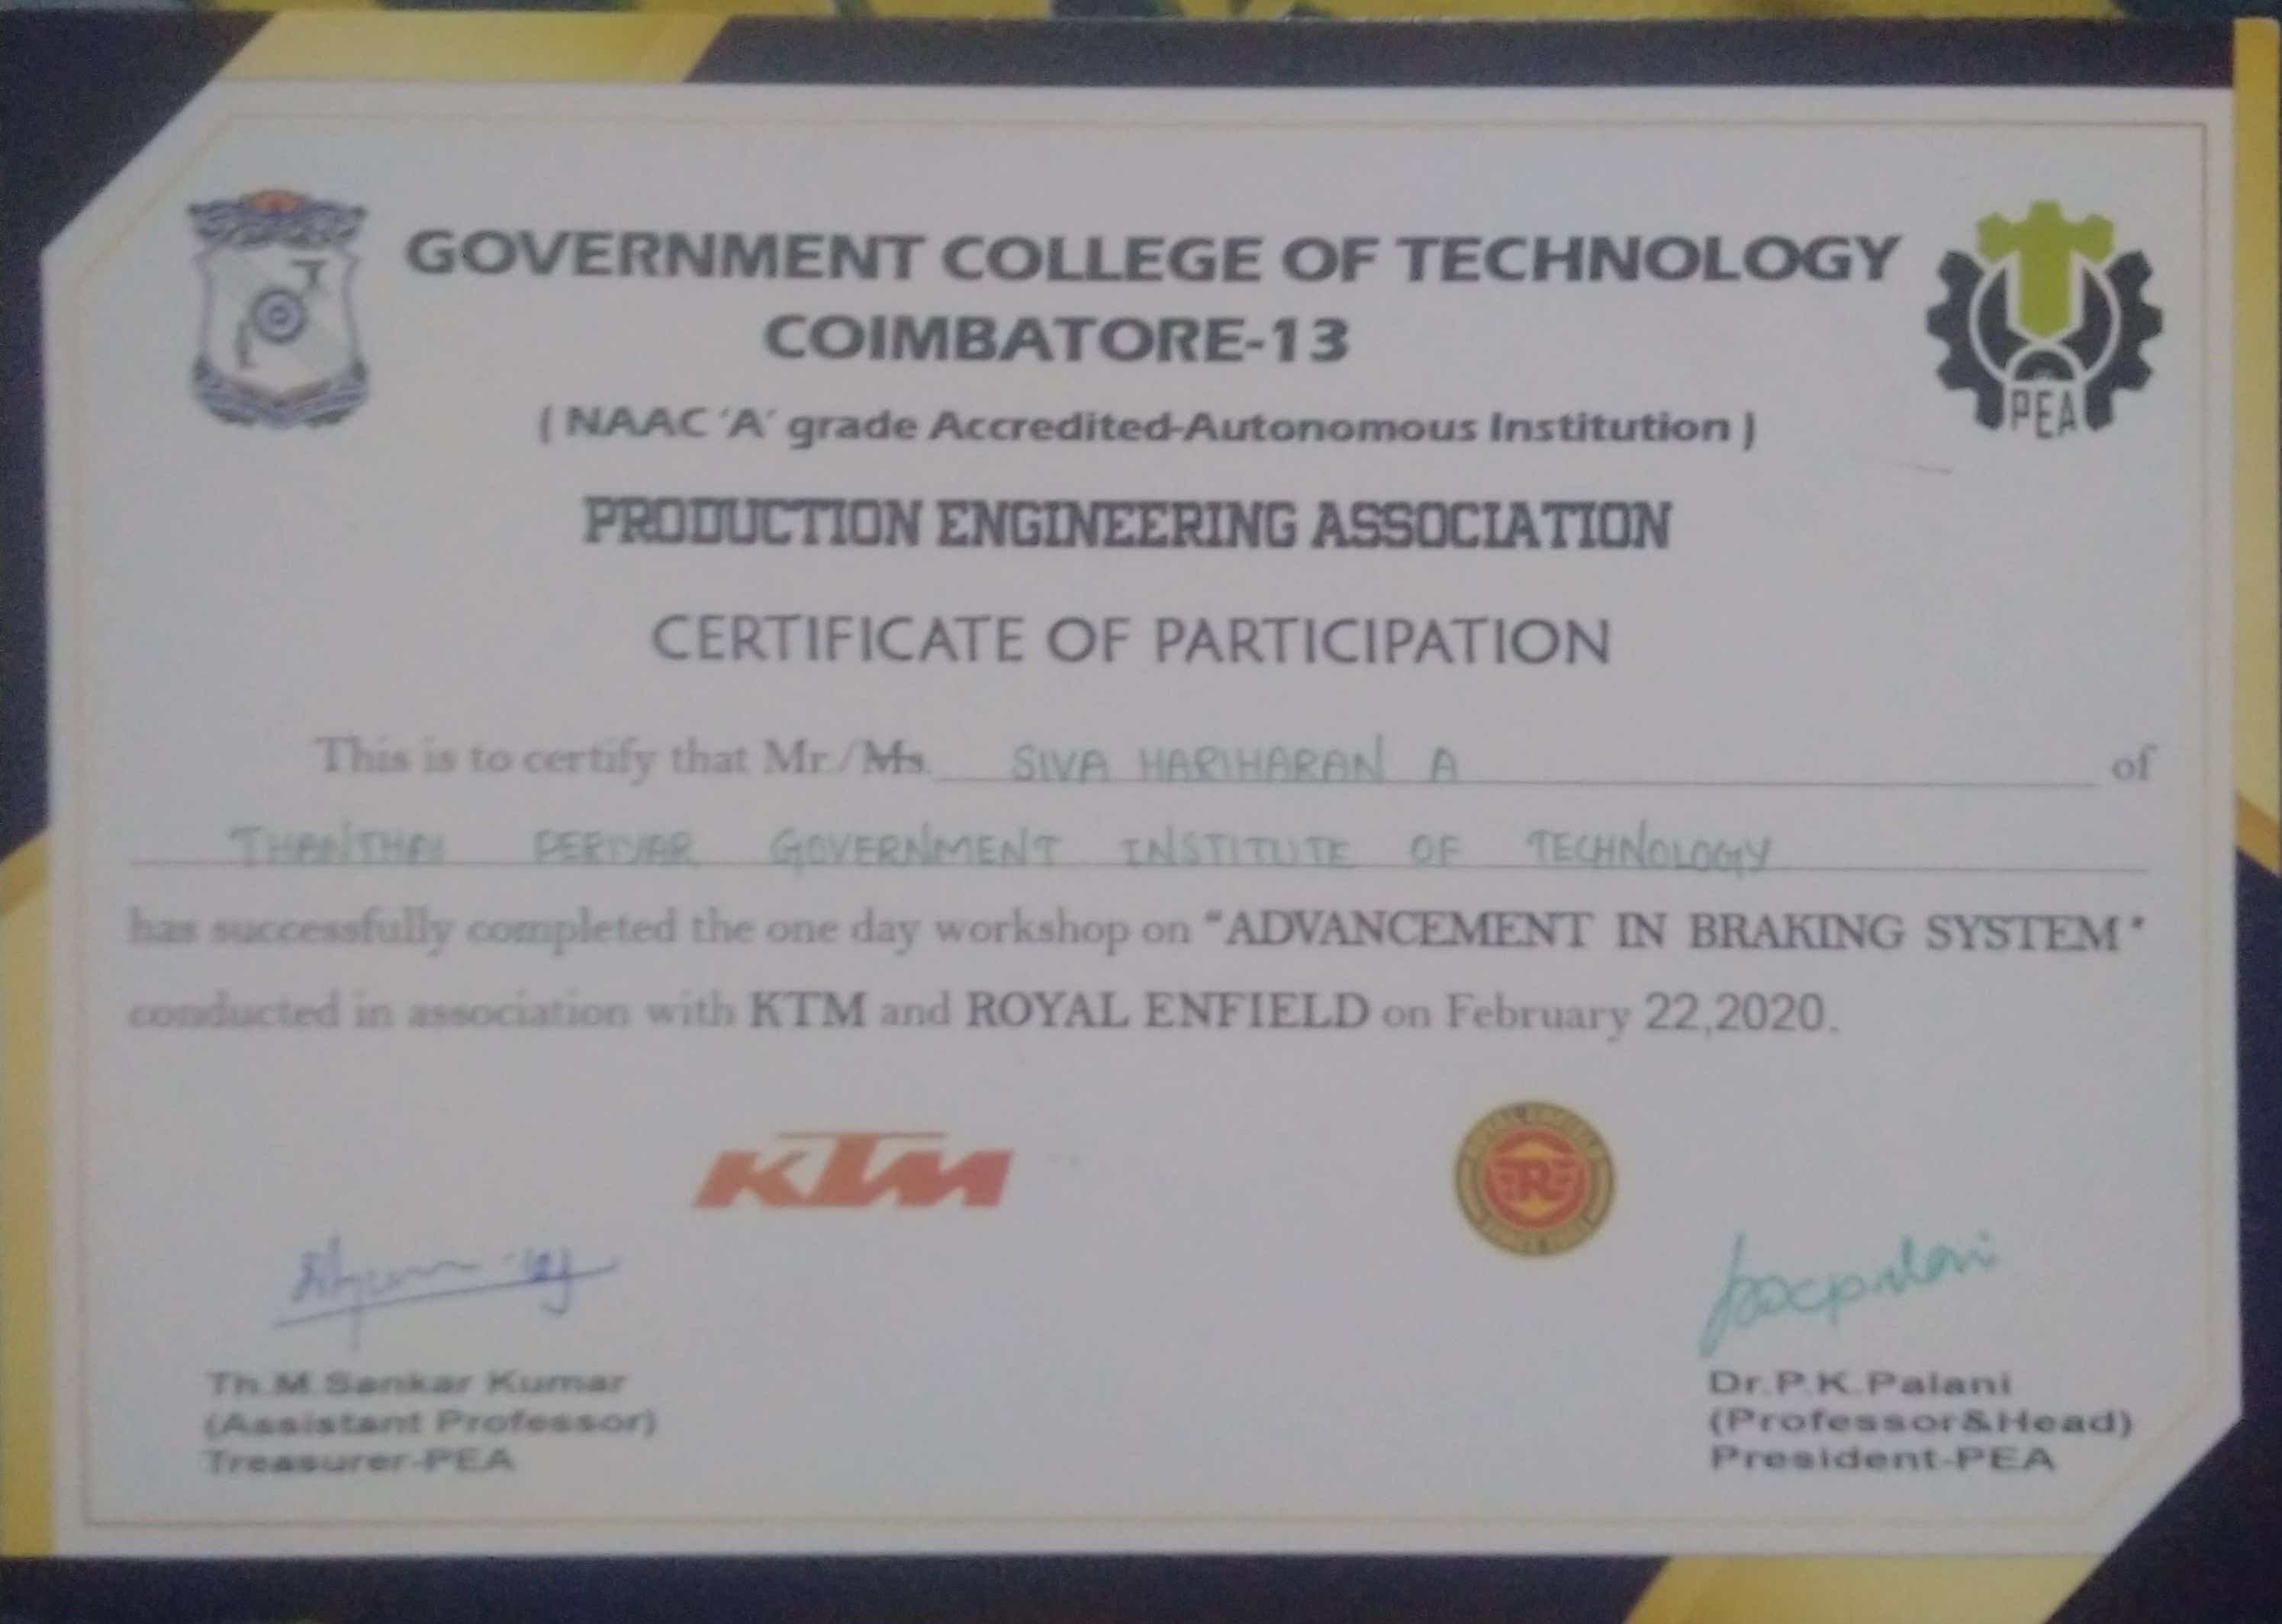 GOVERNMENT COLLEGE OF TECHNOLOGY
COIMBATORE-13
( NAAC 'A' grade Accredited-Autonomous Institution )
PEA
PRODUCTION ENGINEERING ASSOCIATION
CERTIFICATE OF PARTICIPATION
This is to certify that Mr./Ms. SIVA HARIHARAN A of
THANTHAI PERIYAR GOVERNMENT INSTITUTE OF TECHNOLOGY
has successfully completed the one day workshop on "ADVANCEMENT IN BRAKING SYSTEM"
conducted in association with KTM and ROYAL ENFIELD on February 22,2020.
KTM
ROYAL ENFIELD
R
Th.M.Sankar Kumar
(Assistant Professor)
Treasurer-PEA
Dr.P.K.Palani
(Professor&Head)
President-PEA